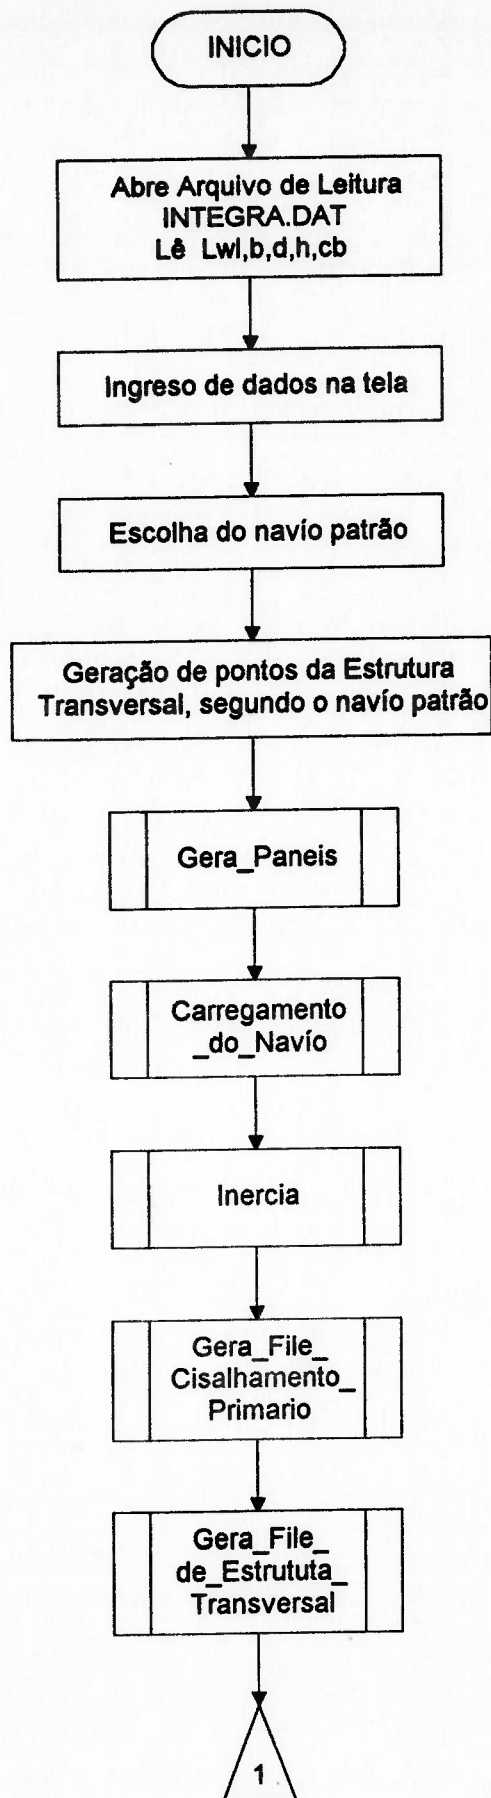 INICIO
Abre Arquivo de Leitura
INTEGRA.DAT
Lê Lwl,b,d,h,cb
Ingreso de dados na tela
Escolha do navío patrão
Geração de pontos da Estrutura
Transversal, segundo o navío patrão
Gera_Paneis
Carregamento
_do_Navío
Inercia
Gera_File_
Cisalhamento_
Primario
Gera_File_
de_Estrututa_
Transversal
1